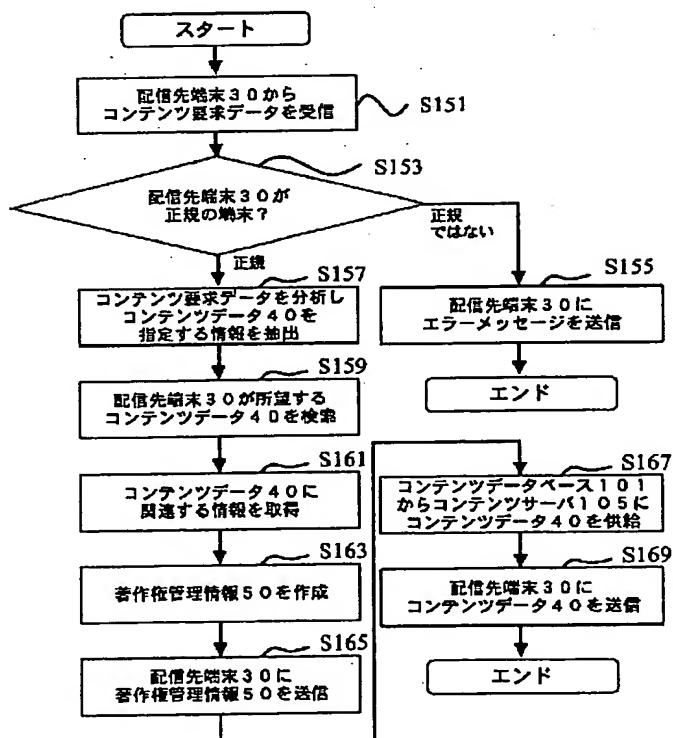 スタート
配信先端末30から
コンテンツ要求データを受信
S151
S153
配信先端末30が
正規の端末?
正規
ではない
正規
S155
配信先端末30に
エラーメッセージを送信
エンド
S157
コンテンツ要求データを分析し
コンテンツデータ40を
指定する情報を抽出
S159
配信先端末30が所望する
コンテンツデータ40を検索
S161
コンテンツデータ40に
関連する情報を取得
S163
著作権管理情報50を作成
S165
配信先端末30に
著作権管理情報50を送信
S167
コンテンツデータベース101
からコンテンツサーバ105に
コンテンツデータ40を供給
S169
配信先端末30に
コンテンツデータ40を送信
エンド